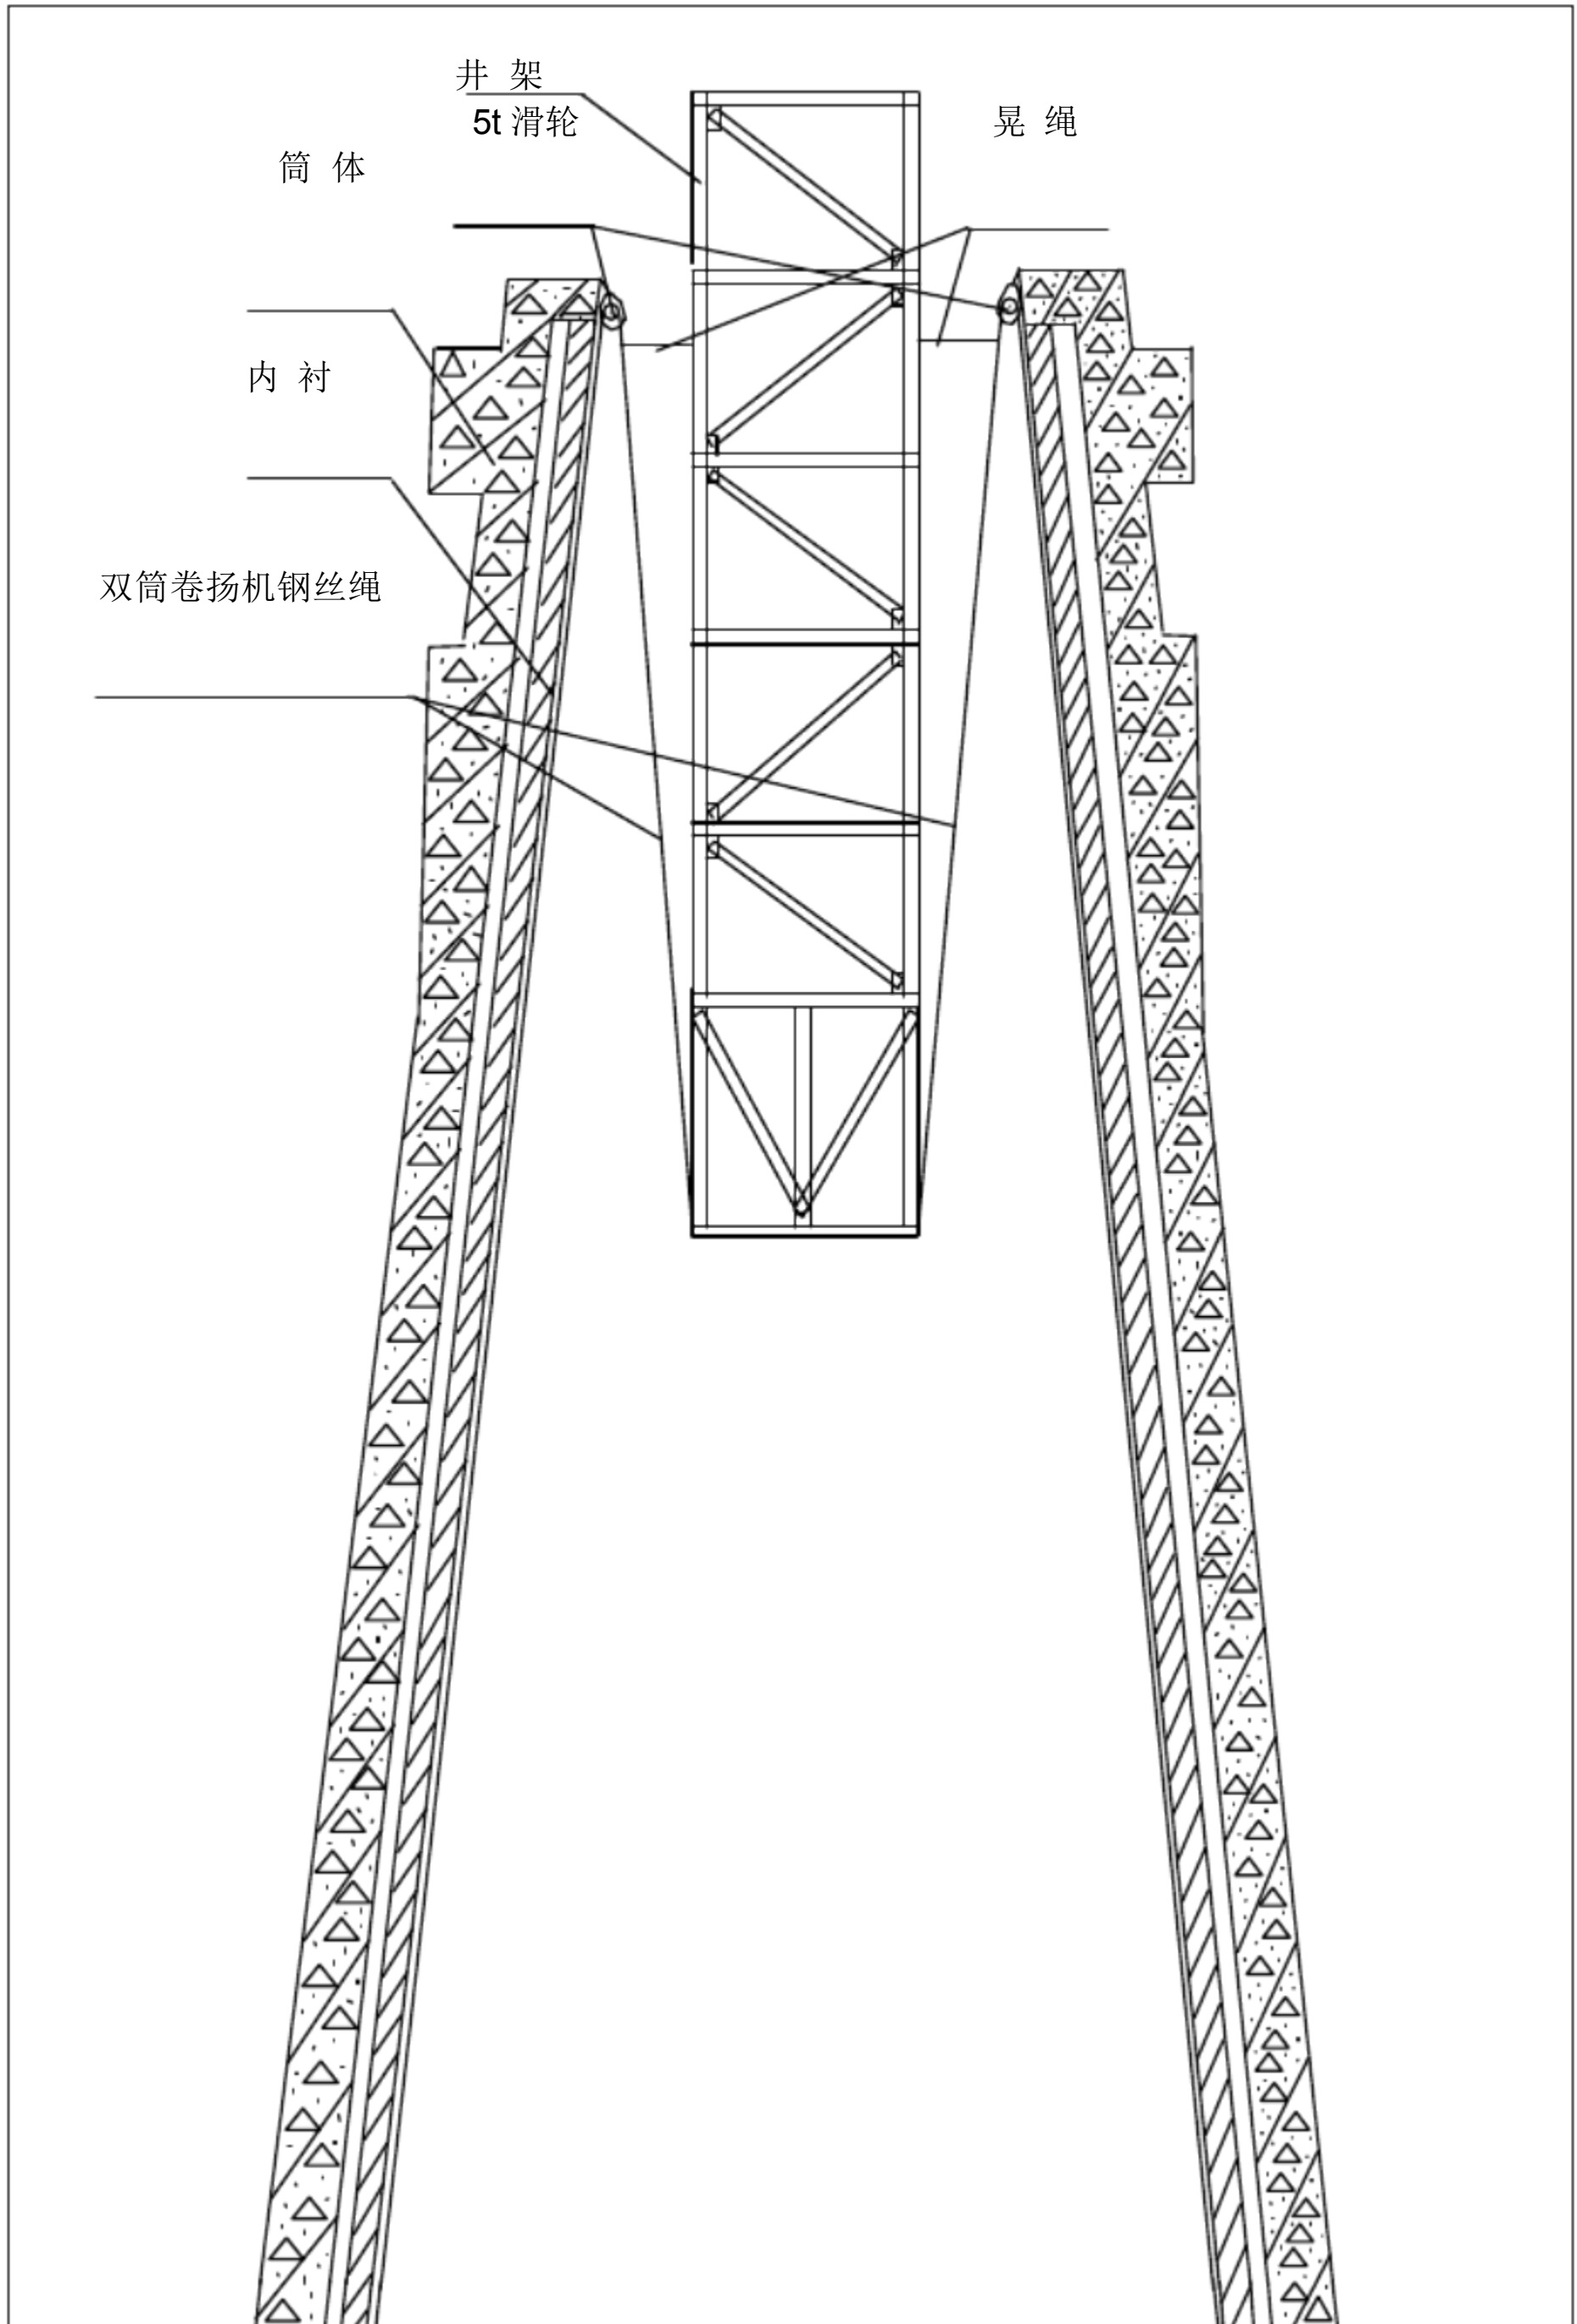 井 架
5t 滑轮
晃 绳
筒 体
内 衬
双筒卷扬机钢丝绳